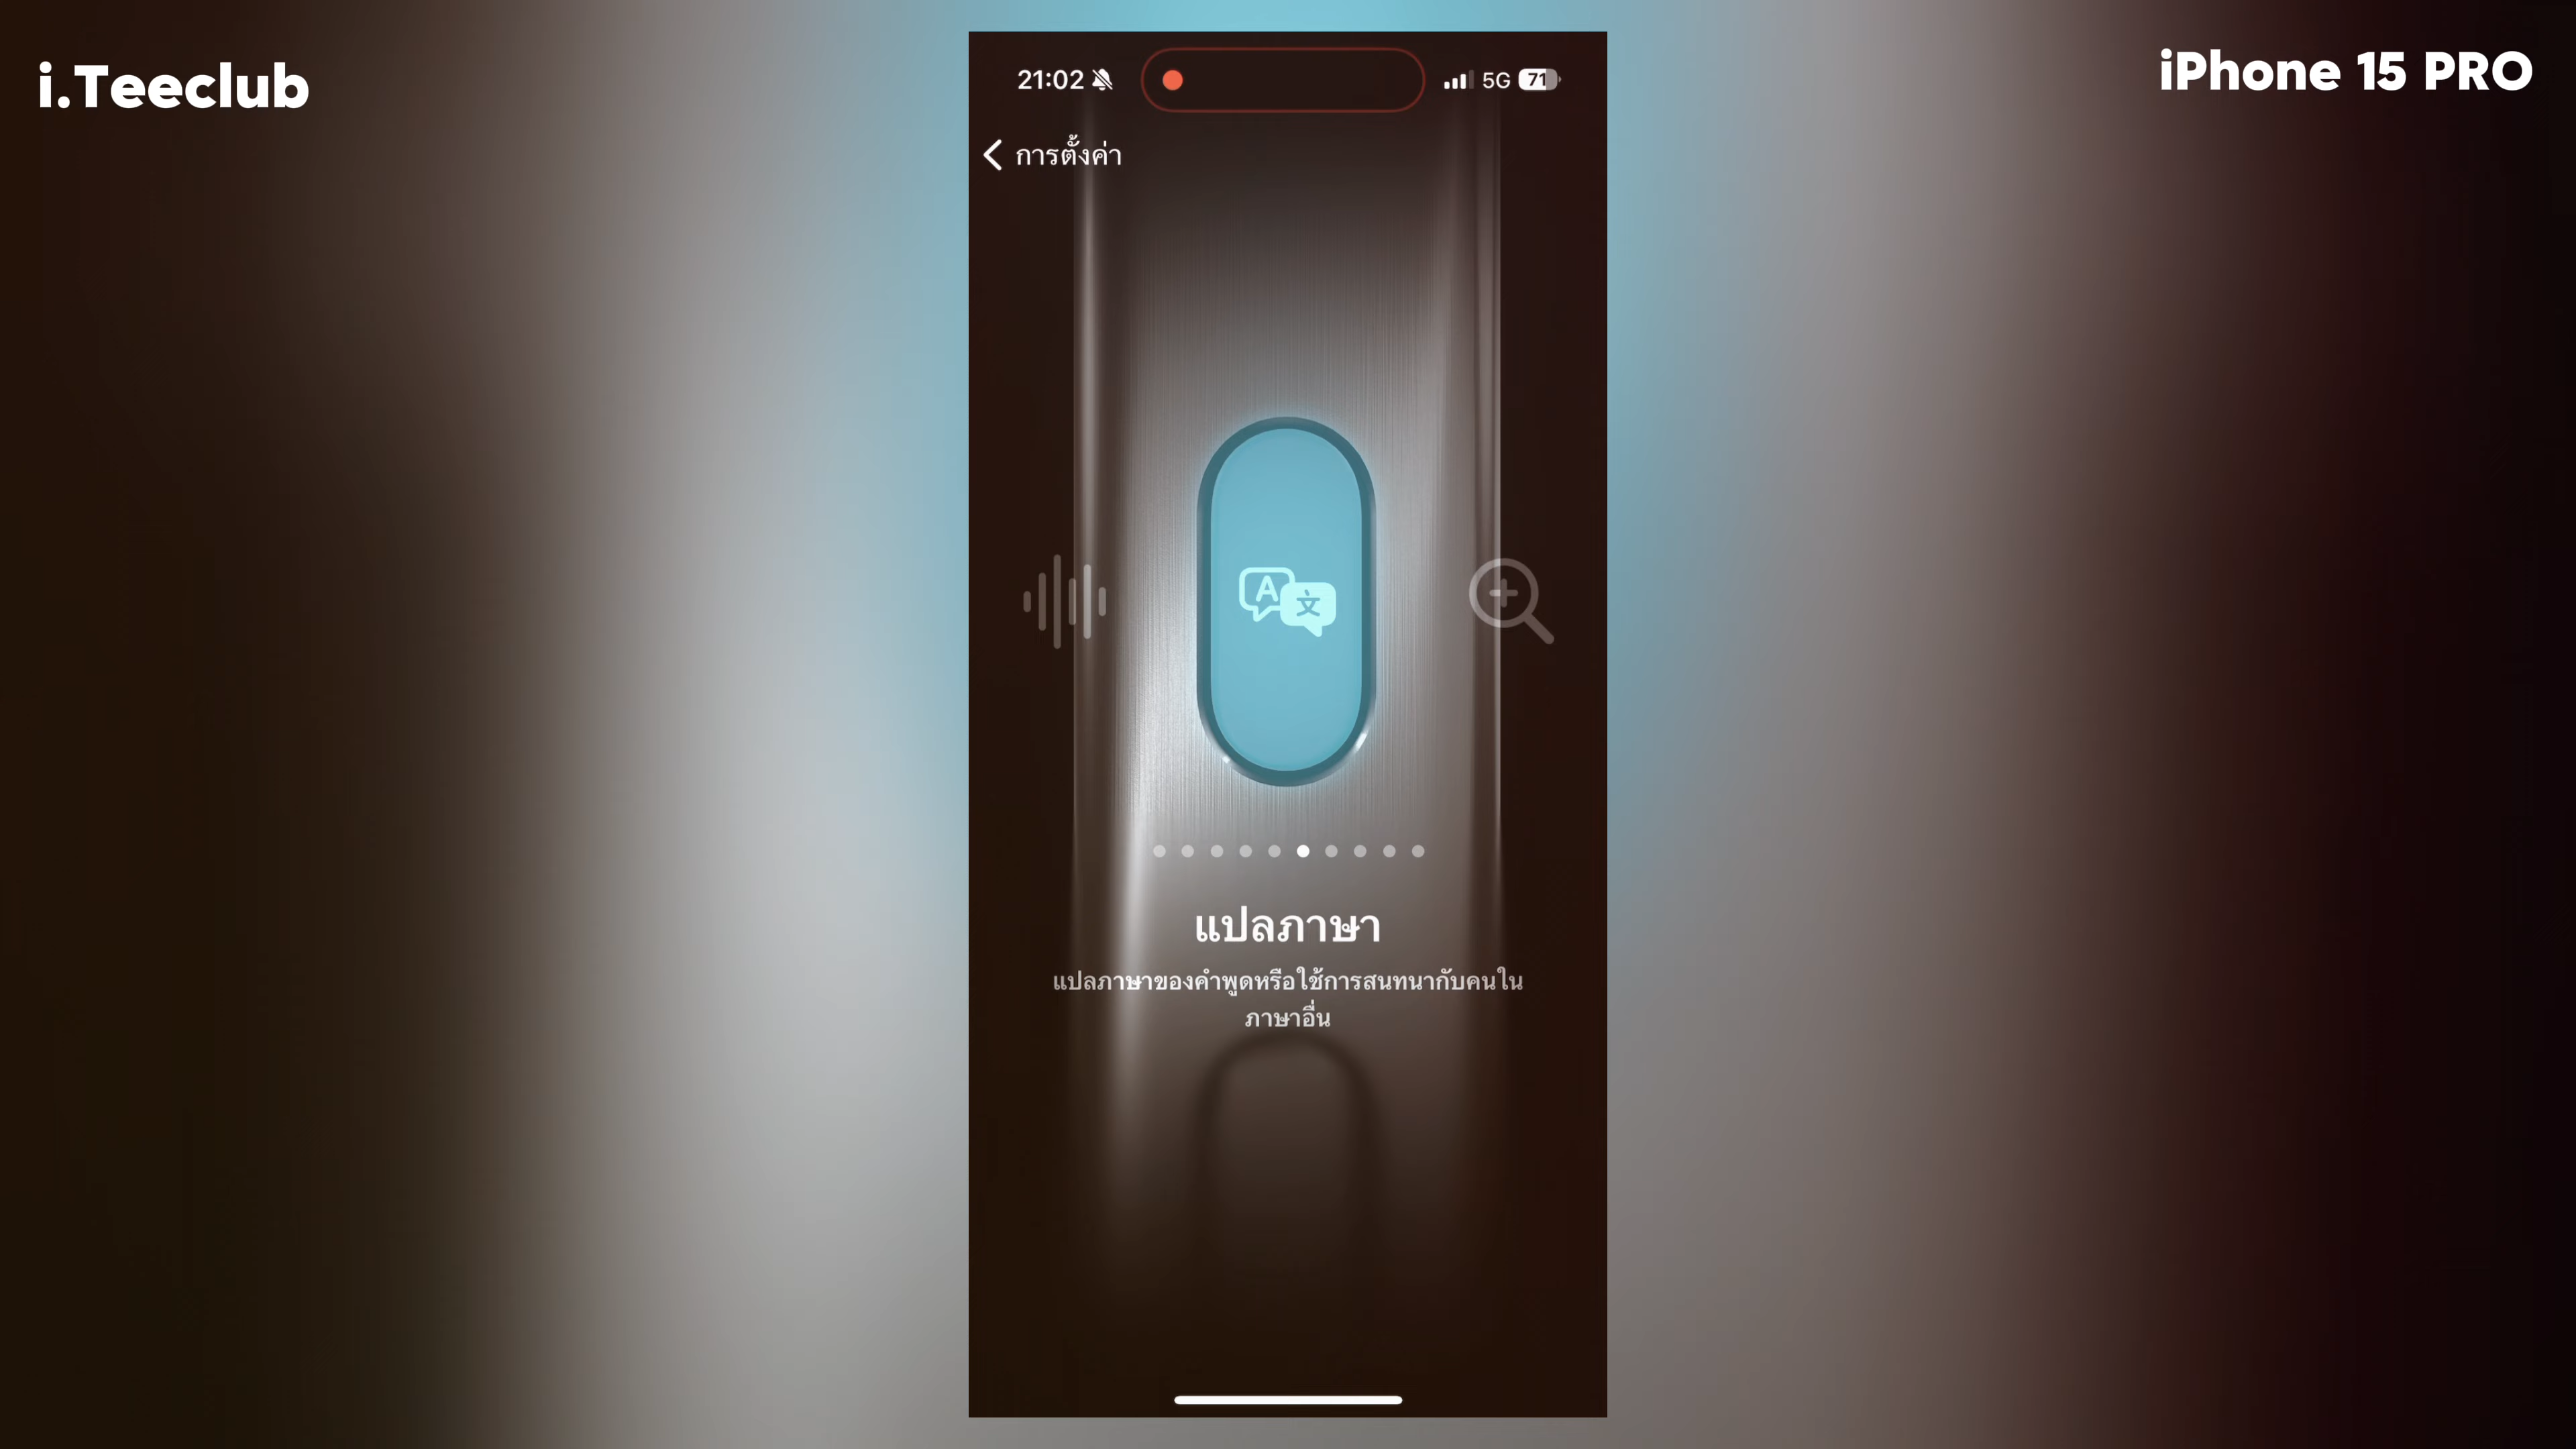 i.Teeclub
iPhone 15 PRO
21:02
5G
71
การตั้งค่า
A
文
แปลภาษา
แปลภาษาของคำพูดหรือใช้การสนทนากับคนใน
ภาษาอื่น